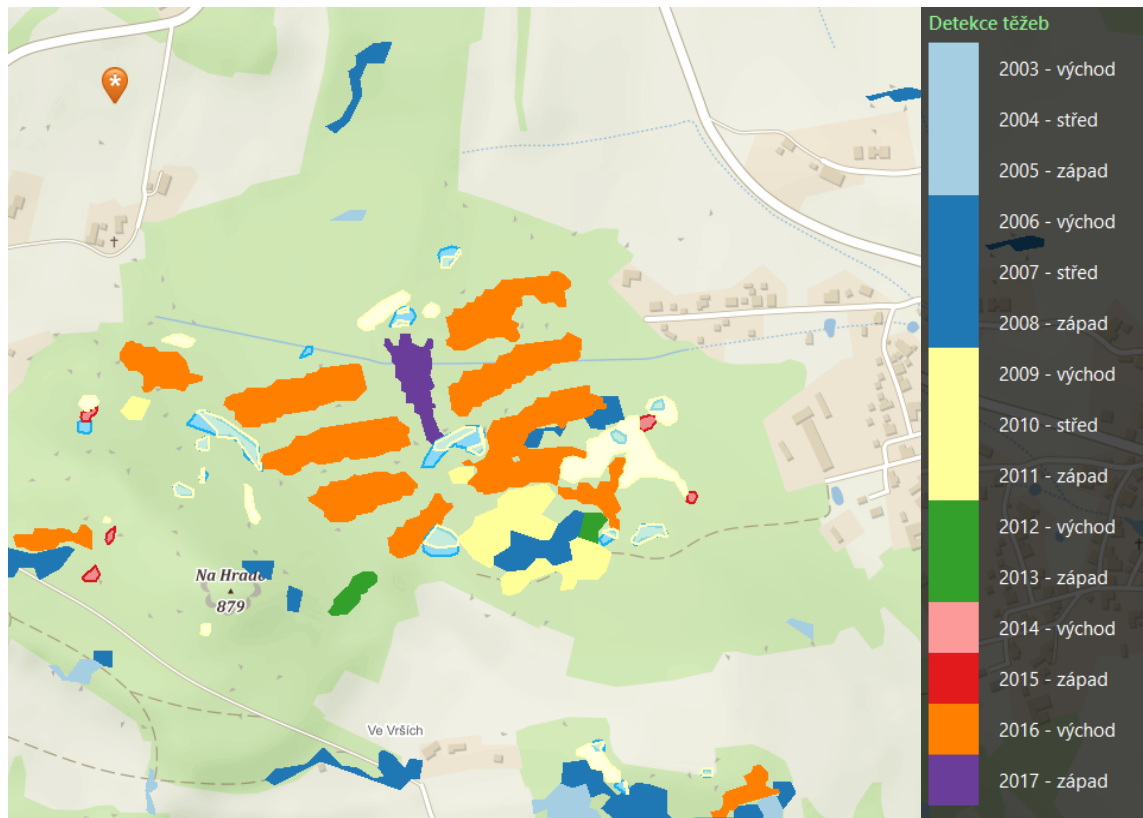 Detekce těžeb
2003 - východ
2004 - střed
2005 - západ
2006 - východ
2007 - střed
2008 - západ
2009 - východ
2010 - střed
2011 - západ
2012 - východ
2013 - západ
2014 - východ
2015 - západ
2016 - východ
2017 - západ
Na Hradě
879
Ve Vrších